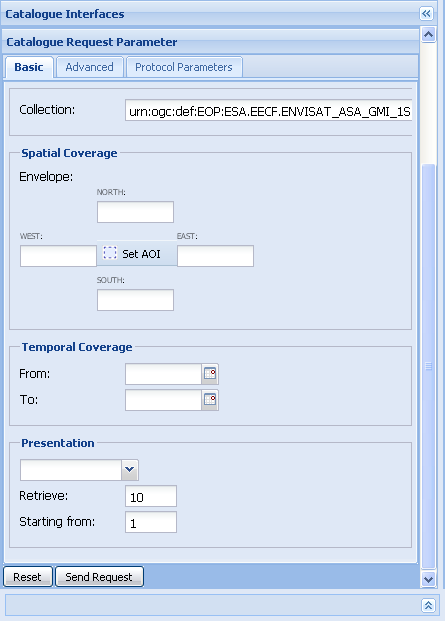 Catalogue Interfaces
Catalogue Request Parameter
Basic Advanced Protocol Parameters
Collection: urn:ogc:def:EOP:ESA.EECF.ENVISAT_ASA_GMI_1S
Spatial Coverage
Envelope:
NORTH:
WEST: EAST:
Set AOI
SOUTH:
Temporal Coverage
From:
To:
Presentation
Retrieve: 10
Starting from: 1
Reset Send Request